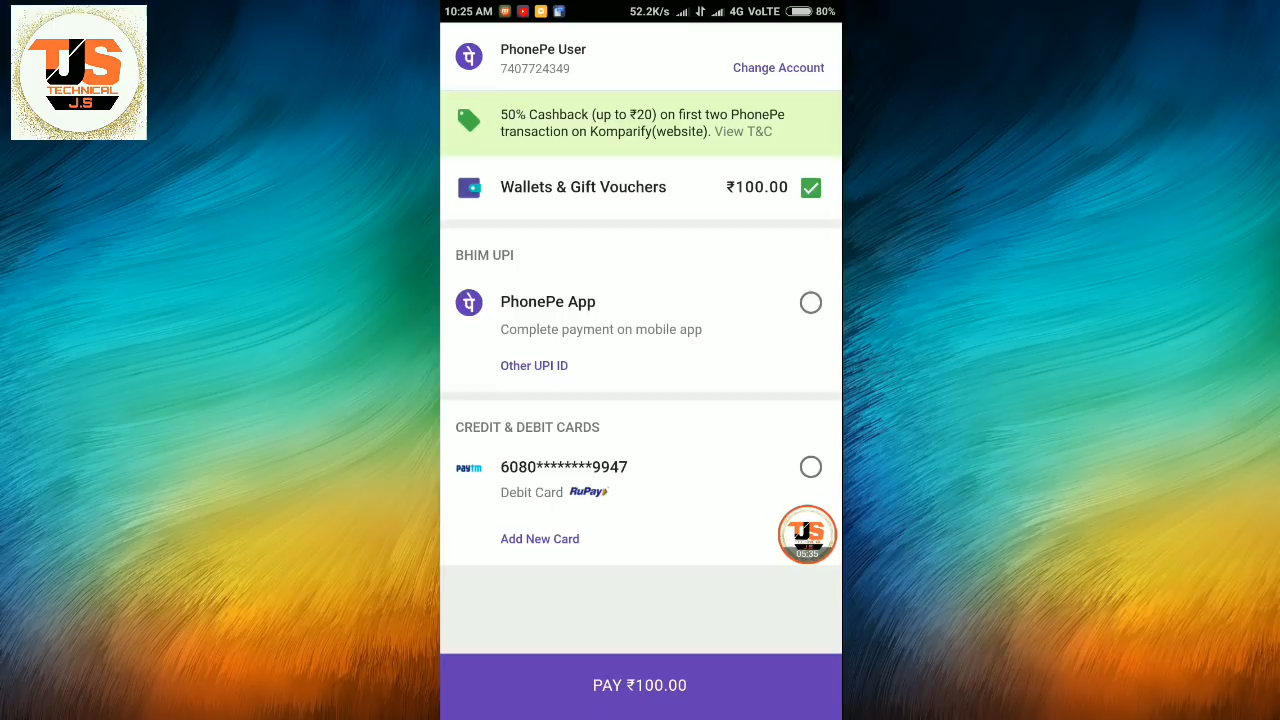 TJS
TECHNICAL
J.S
10:25 AM 52.2K/s 4G VoLTE 80%
पे PhonePe User
7407724349
Change Account
50% Cashback (up to ₹20) on first two PhonePe
transaction on Komparify(website). View T&C
Wallets & Gift Vouchers ₹100.00
BHIM UPI
पे PhonePe App
Complete payment on mobile app
Other UPI ID
CREDIT & DEBIT CARDS
paytm 6080********9947
Debit Card RuPay
Add New Card
TJS
05:35
PAY ₹100.00